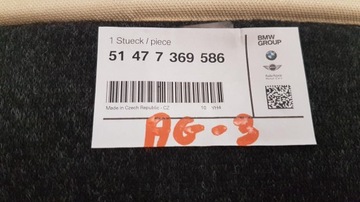 1 Stueck / piece
51 47 7 369 586
BMW
GROUP
Made in Czech Republic - CZ
AG-3